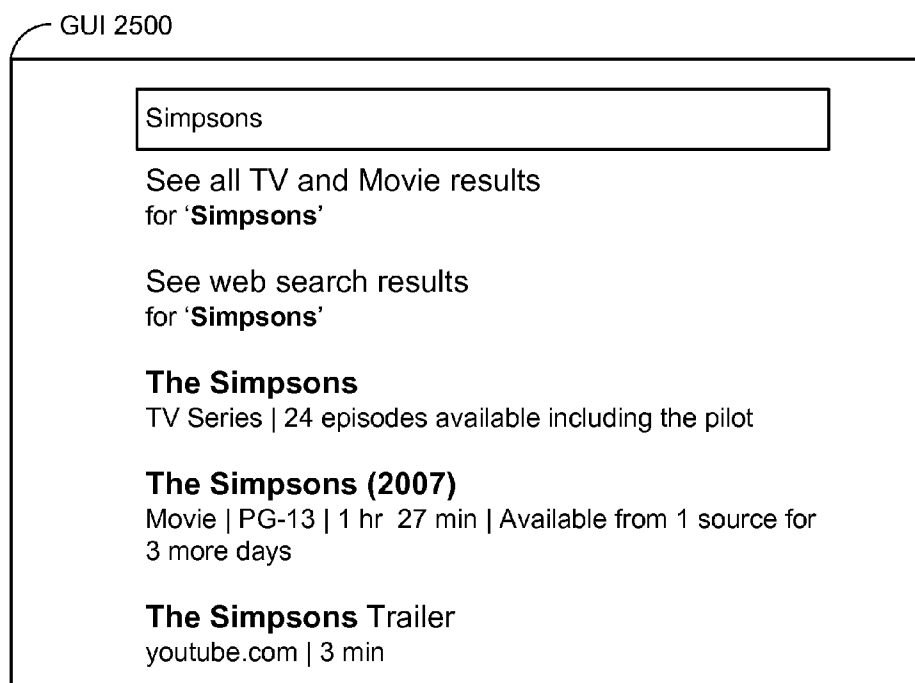 GUI 2500
Simpsons
See all TV and Movie results
for ‘Simpsons’
See web search results
for ‘Simpsons’
The Simpsons
TV Series | 24 episodes available including the pilot
The Simpsons (2007)
Movie | PG-13 | 1 hr 27 min | Available from 1 source for
3 more days
The Simpsons Trailer
youtube.com | 3 min